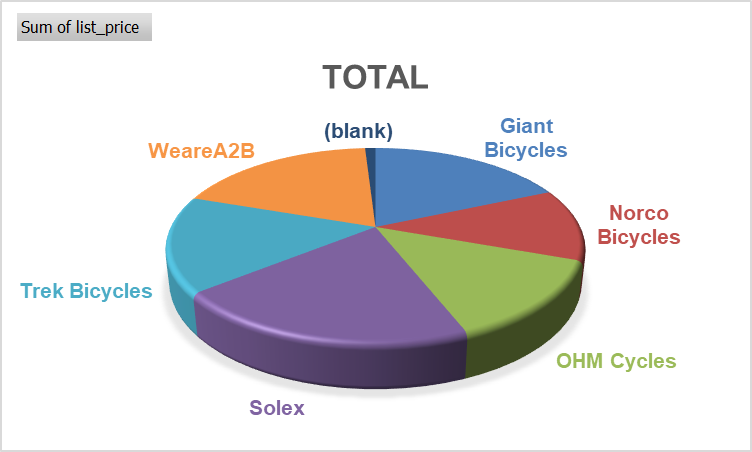 Sum of list_price
TOTAL
(blank)
Giant
Bicycles
WeareA2B
Norco
Bicycles
Trek Bicycles
OHM Cycles
Solex